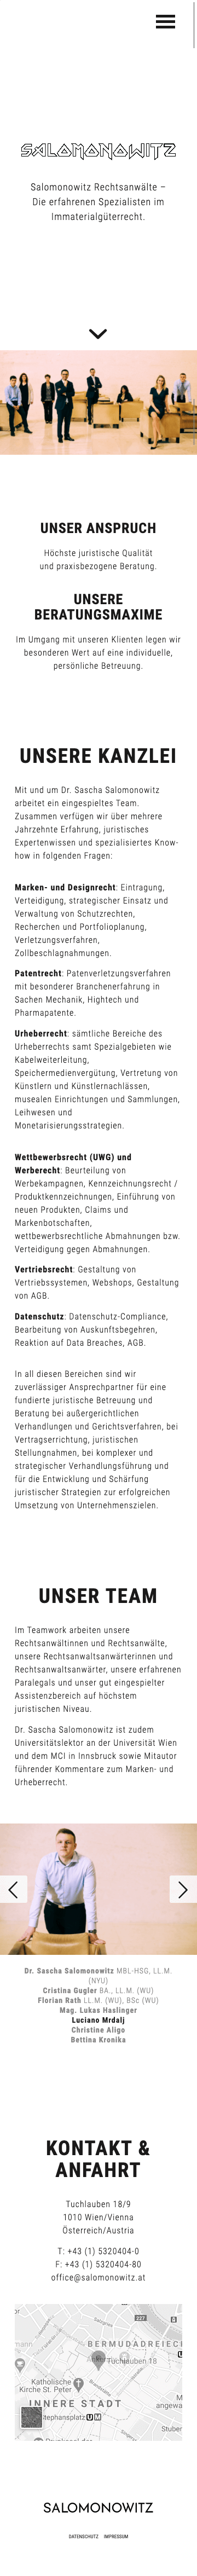 SALOMONOWITZ
Salomonowitz Rechtsanwälte –
Die erfahrenen Spezialisten im
Immaterialgüterrecht.
UNSER ANSPRUCH
Höchste juristische Qualität
und praxisbezogene Beratung.
UNSERE
BERATUNGSMAXIME
Im Umgang mit unseren Klienten legen wir
besonderen Wert auf eine individuelle,
persönliche Betreuung.
UNSERE KANZLEI
Mit und um Dr. Sascha Salomonowitz
arbeitet ein eingespieltes Team.
Zusammen verfügen wir über mehrere
Jahrzehnte Erfahrung, juristisches
Expertenwissen und spezialisiertes Know-
how in folgenden Fragen:
Marken- und Designrecht: Eintragung,
Verteidigung, strategischer Einsatz und
Verwaltung von Schutzrechten,
Recherchen und Portfolioplanung,
Verletzungsverfahren,
Zollbeschlagnahmungen.
Patentrecht: Patenverletzungsverfahren
mit besonderer Branchenerfahrung in
Sachen Mechanik, Hightech und
Pharmapatente.
Urheberrecht: sämtliche Bereiche des
Urheberrechts samt Spezialgebieten wie
Kabelweiterleitung,
Speichermedienvergütung, Vertretung von
Künstlern und Künstlernachlässen,
musealen Einrichtungen und Sammlungen,
Leihwesen und
Monetarisierungsstrategien.
Wettbewerbsrecht (UWG) und
Werberecht: Beurteilung von
Werbekampagnen, Kennzeichnungsrecht /
Produktkennzeichnungen, Einführung von
neuen Produkten, Claims und
Markenbotschaften,
wettbewerbsrechtliche Abmahnungen bzw.
Verteidigung gegen Abmahnungen.
Vertriebsrecht: Gestaltung von
Vertriebssystemen, Webshops, Gestaltung
von AGB.
Datenschutz: Datenschutz-Compliance,
Bearbeitung von Auskunftsbegehren,
Reaktion auf Data Breaches, AGB.
In all diesen Bereichen sind wir
zuverlässiger Ansprechpartner für eine
fundierte juristische Betreuung und
Beratung bei außergerichtlichen
Verhandlungen und Gerichtsverfahren, bei
Vertragserrichtung, juristischen
Stellungnahmen, bei komplexer und
strategischer Verhandlungsführung und
für die Entwicklung und Schärfung
juristischer Strategien zur erfolgreichen
Umsetzung von Unternehmenszielen.
UNSER TEAM
Im Teamwork arbeiten unsere
Rechtsanwältinnen und Rechtsanwälte,
unsere Rechtsanwaltsanwärterinnen und
Rechtsanwaltsanwärter, unsere erfahrenen
Paralegals und unser gut eingespielter
Assistenzbereich auf höchstem
juristischen Niveau.
Dr. Sascha Salomonowitz ist zudem
Universitätslektor an der Universität Wien
und dem MCI in Innsbruck sowie Mitautor
führender Kommentare zum Marken- und
Urheberrecht.
Dr. Sascha Salomonowitz MBL-HSG, LL.M.
(NYU)
Cristina Gugler BA., LL.M. (WU)
Florian Rath LL.M. (WU), BSc (WU)
Mag. Lukas Haslinger
Luciano Mrdalj
Christine Aligo
Bettina Kronika
KONTAKT &
ANFAHRT
Tuchlauben 18/9
1010 Wien/Vienna
Österreich/Austria
T: +43 (1) 5320404-0
F: +43 (1) 5320404-80
office@salomonowitz.at
227
BERMUDADREIECK
Tuchlauben 18
Katholische
Kirche St. Peter
INNERE STADT
Stephansplatz
M
angewa
Stuben
SALOMONOWITZ
DATENSCHUTZ IMPRESSUM